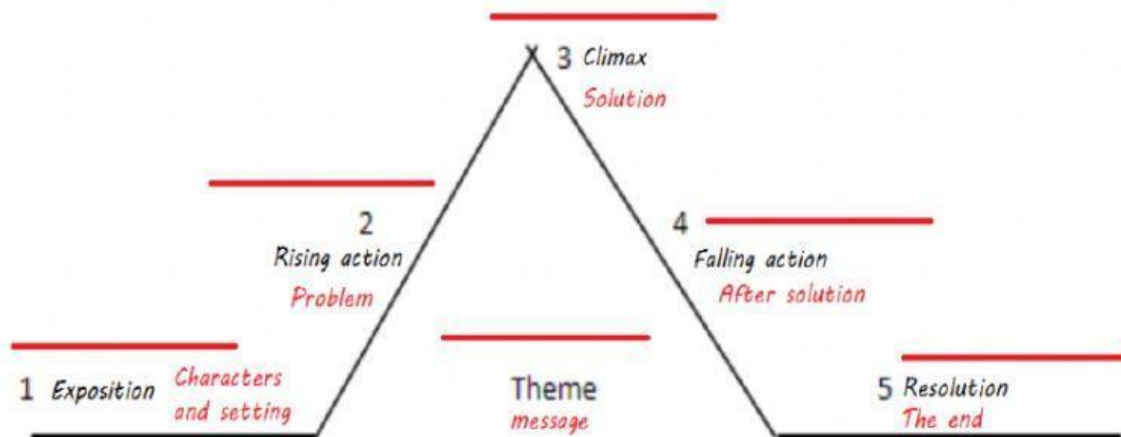 3 Climax
Solution
2
Rising action
Problem
4
Falling action
After solution
1 Exposition
Characters
and setting
Theme
message
5 Resolution
The end